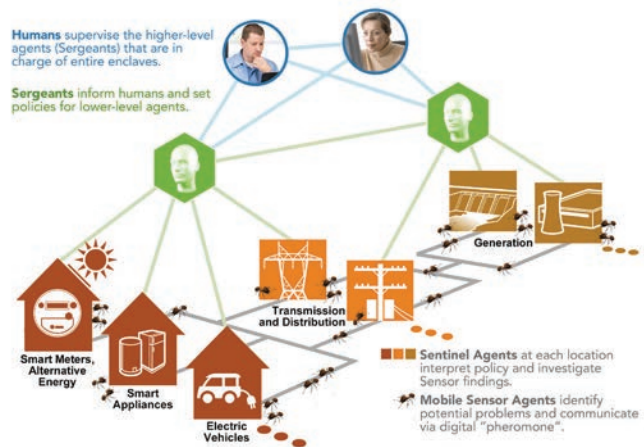 Humans supervise the higher-level
agents (Sergeants) that are in
charge of entire enclaves.
Sergeants inform humans and set
policies for lower-level agents.
Generation
Transmission
and Distribution
Smart Meters,
Alternative
Energy
Smart
Appliances
Electric
Vehicles
Sentinel Agents at each location
interpret policy and investigate
Sensor findings.
Mobile Sensor Agents identify
potential problems and communicate
via digital "pheromone".